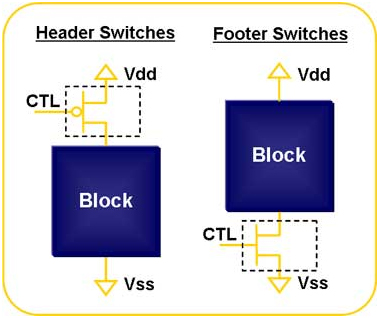 Header Switches
Vdd
CTL
Block
Vss
Footer Switches
Vdd
Block
CTL
Vss